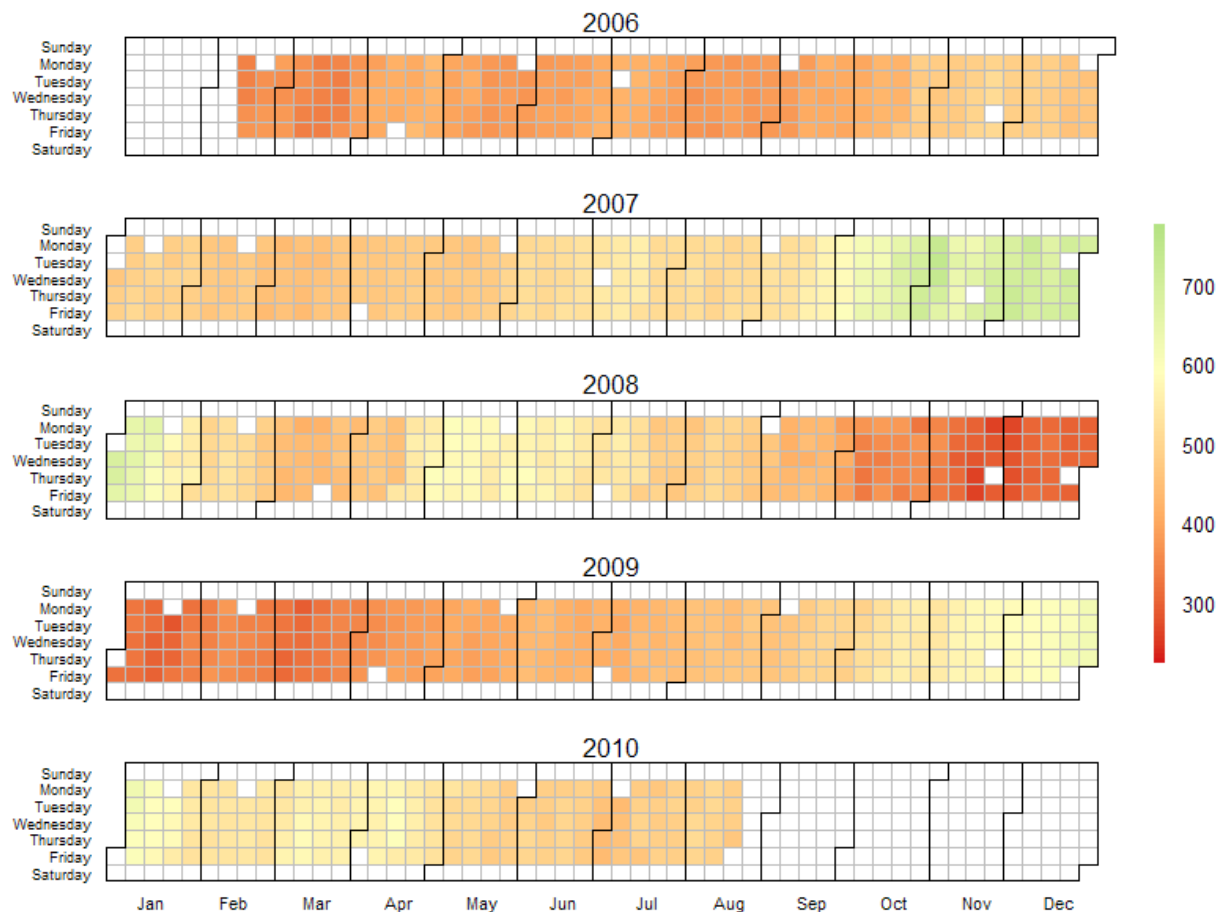 2006
Sunday
Monday
Tuesday
Wednesday
Thursday
Friday
Saturday
2007
Sunday
Monday
Tuesday
Wednesday
Thursday
Friday
Saturday
2008
Sunday
Monday
Tuesday
Wednesday
Thursday
Friday
Saturday
2009
Sunday
Monday
Tuesday
Wednesday
Thursday
Friday
Saturday
2010
Sunday
Monday
Tuesday
Wednesday
Thursday
Friday
Saturday
Jan Feb Mar Apr May Jun Jul Aug Sep Oct Nov Dec
700
600
500
400
300